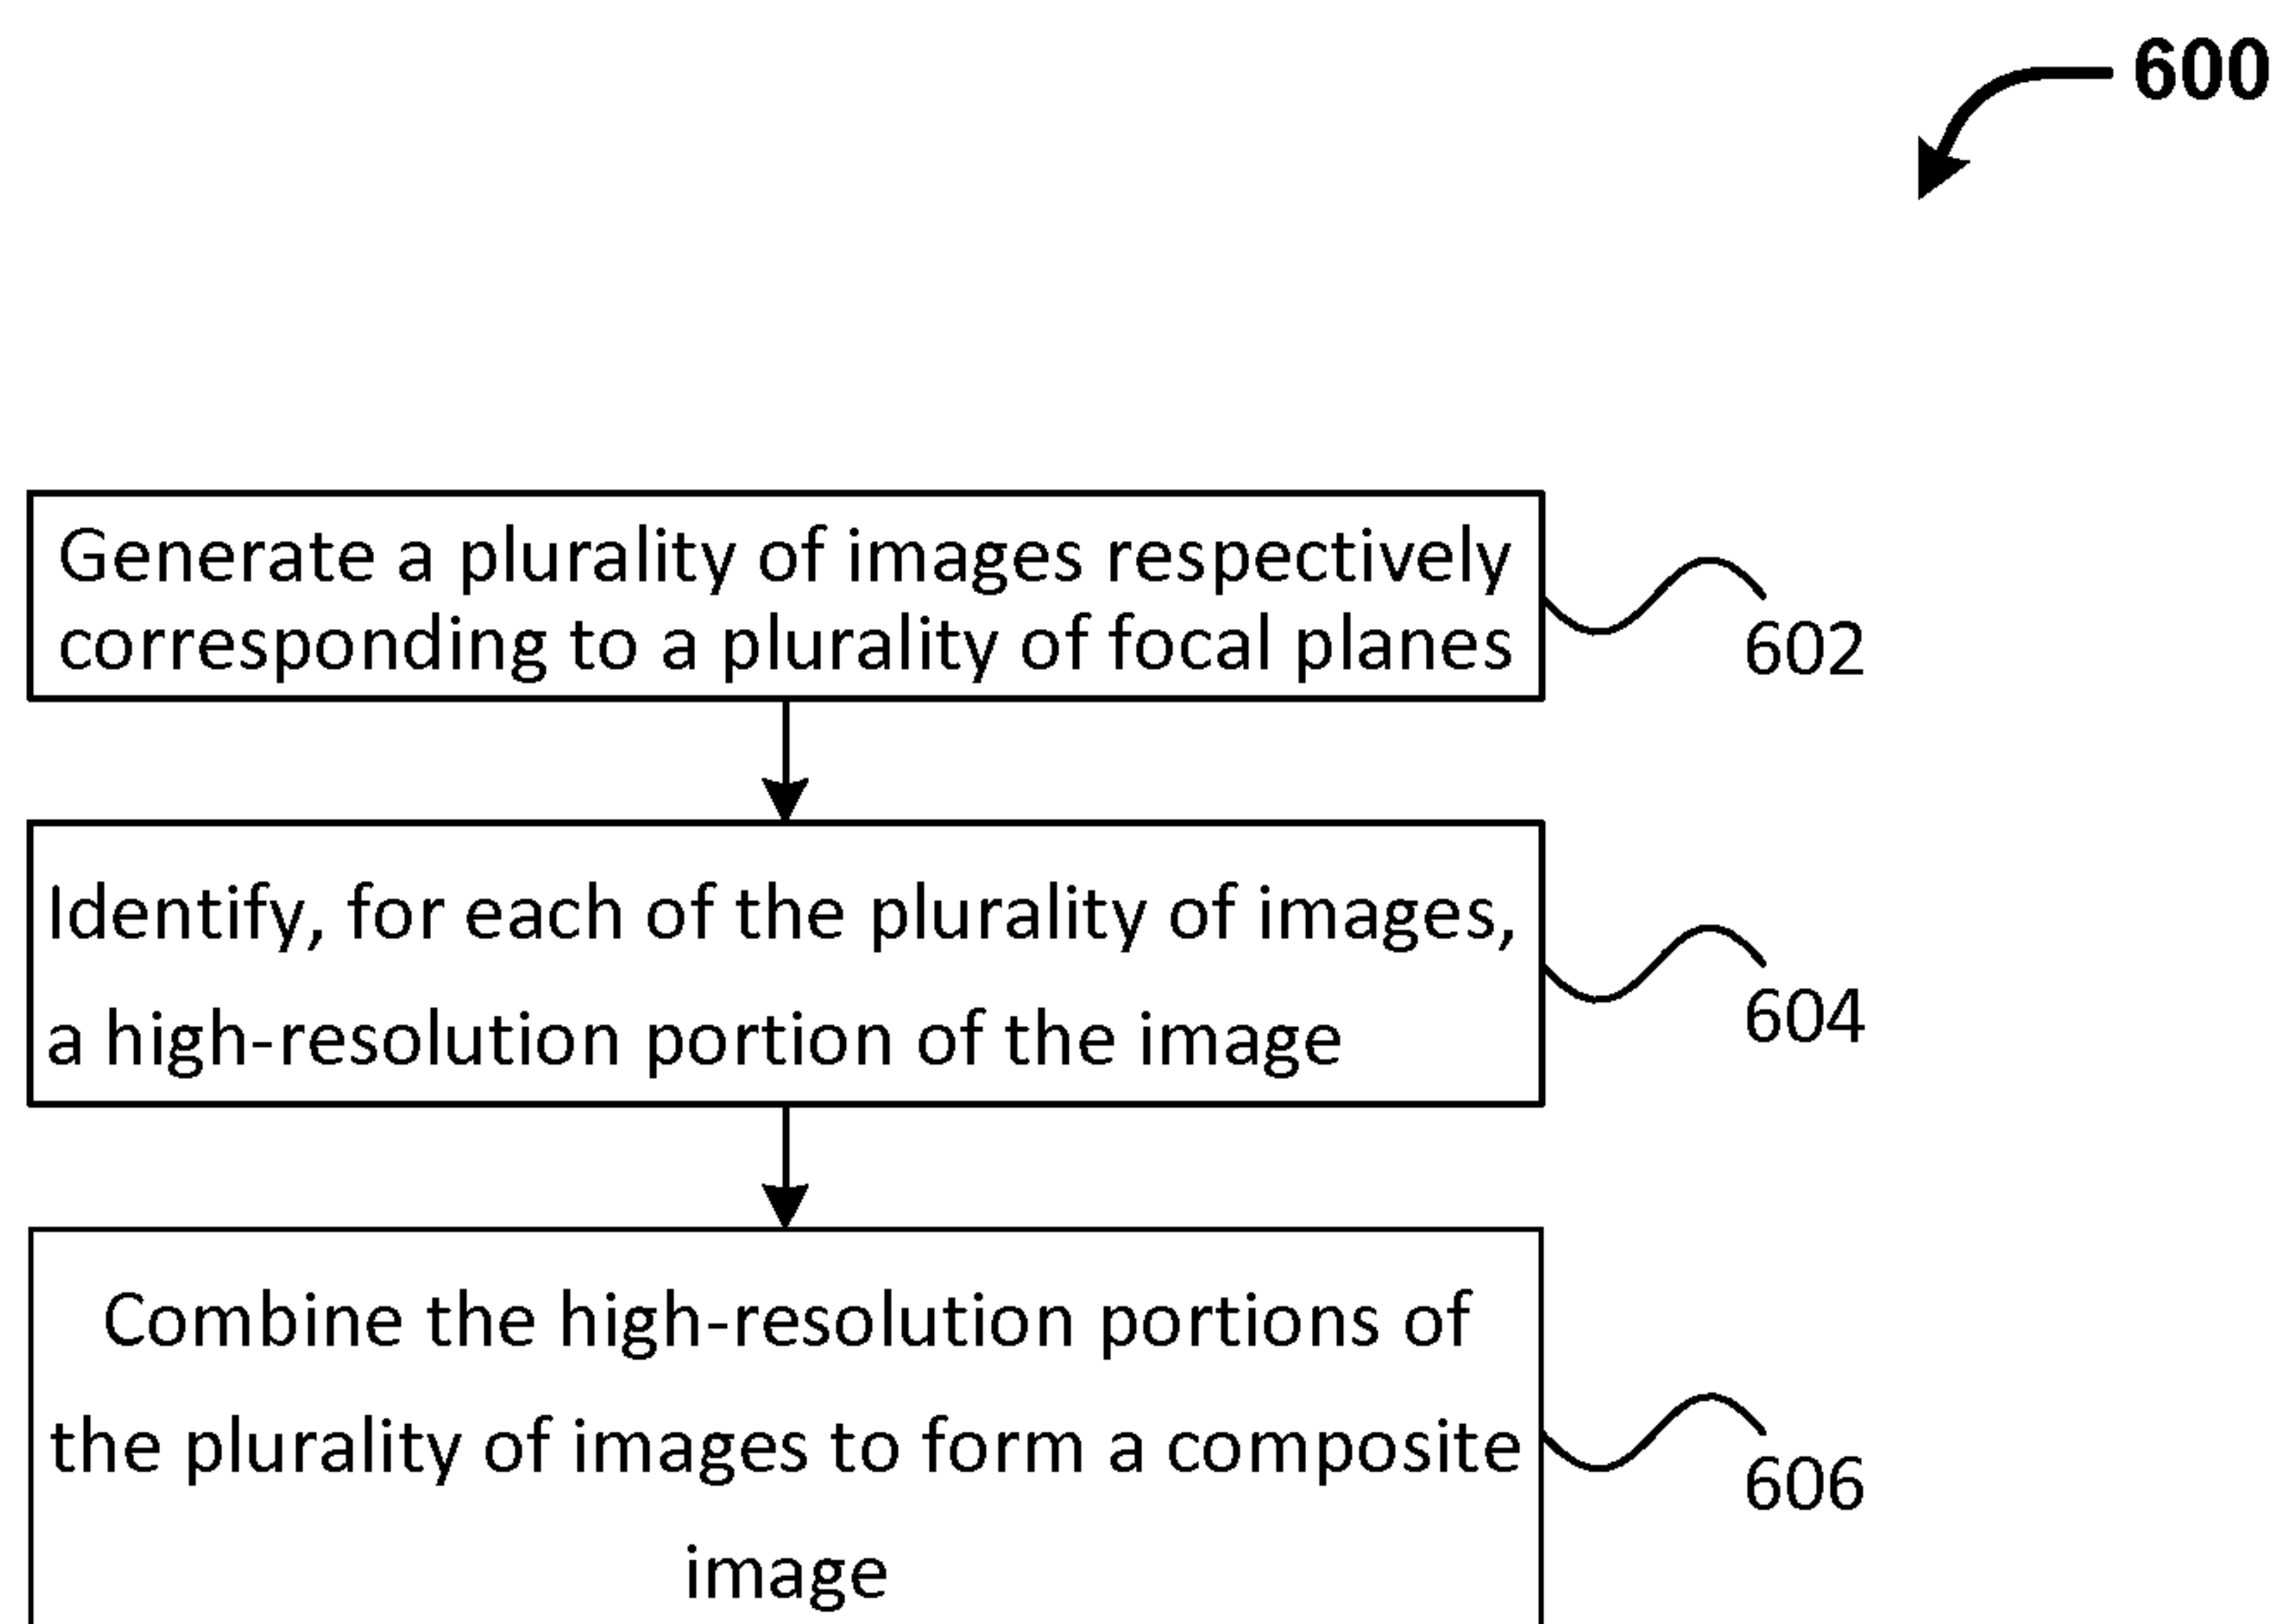 600
Generate a plurality of images respectively
corresponding to a plurality of focal planes
602
Identify, for each of the plurality of images,
a high-resolution portion of the image
604
Combine the high-resolution portions of
the plurality of images to form a composite
image
606